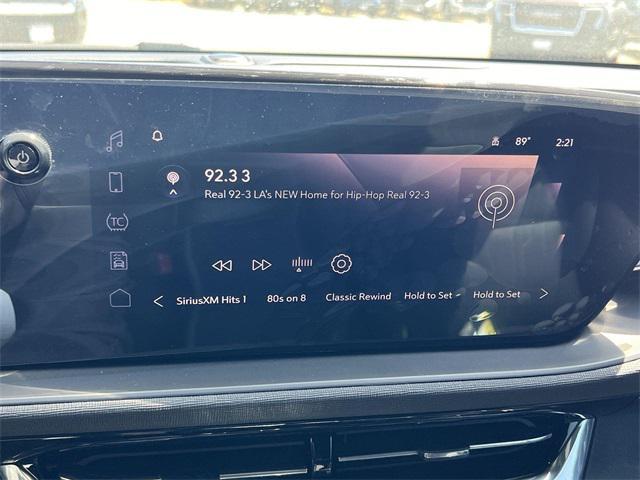 89° 2:21
92.3 3
Real 92-3 LA's NEW Home for Hip-Hop Real 92-3
TC
SiriusXM Hits 1 80s on 8 Classic Rewind Hold to Set Hold to Set